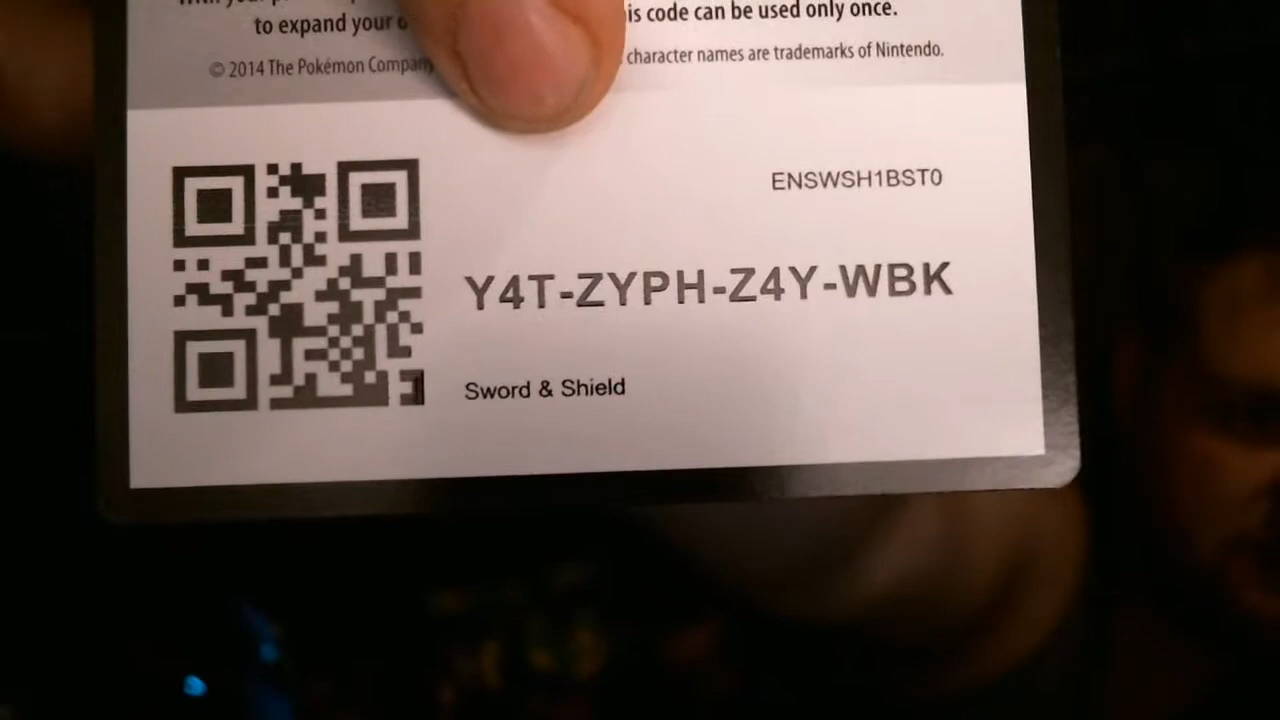 to expand your
is code can be used only once.
© 2014 The Pokémon Company
character names are trademarks of Nintendo.
ENSWSH1BST0
Y4T-ZYPH-Z4Y-WBK
Sword & Shield